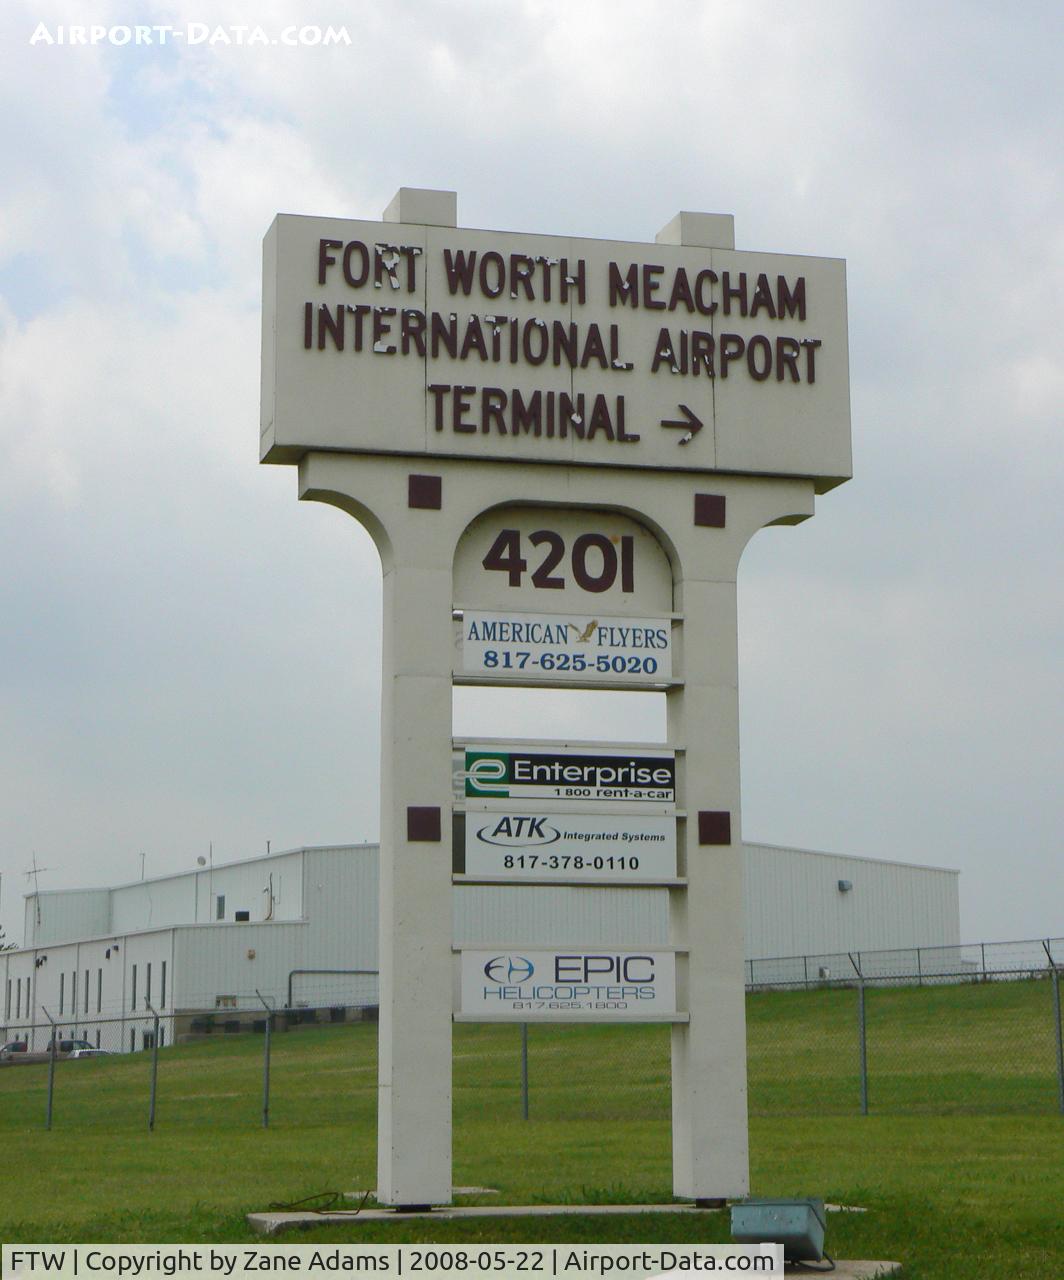 AIRPORT-DATA.COM
FORT WORTH MEACHAM
INTERNATIONAL AIRPORT
TERMINAL →
4201
AMERICAN FLYERS
817-625-5020
e Enterprise
1 800 rent-a-car
ATK Integrated Systems
817-378-0110
EPIC
HELICOPTERS
817.625.1800
FTW | Copyright by Zane Adams | 2008-05-22 | Airport-Data.com